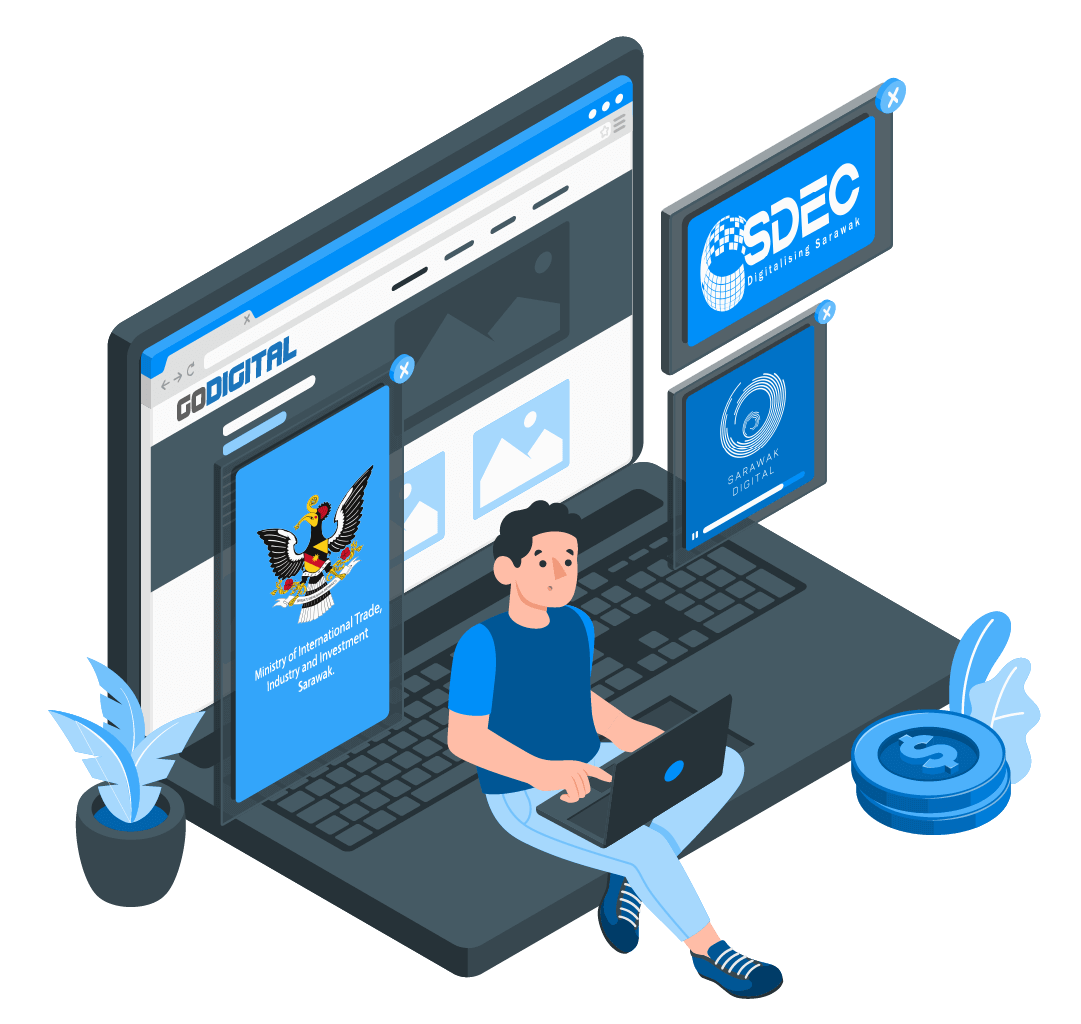 GODIGITAL
SDEC
Digitalising Sarawak
SARAWAK
DIGITAL
Ministry of International Trade,
Industry and Investment
Sarawak.
$